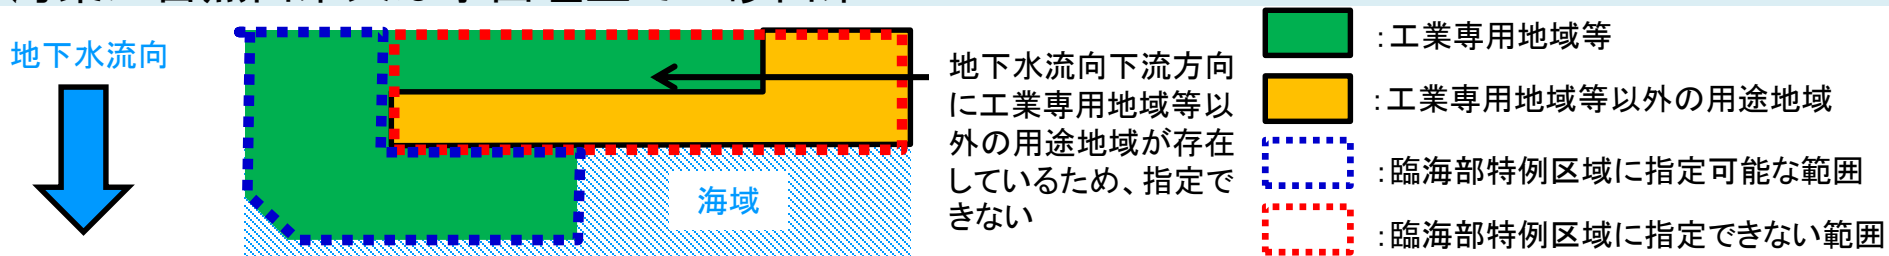 地下水流向
海域
地下水流向下流方向
に工業専用地域等以
外の用途地域が存在
しているため、指定で
きない
:工業専用地域等
:工業専用地域等以外の用途地域
:臨海部特例区域に指定可能な範囲
:臨海部特例区域に指定できない範囲